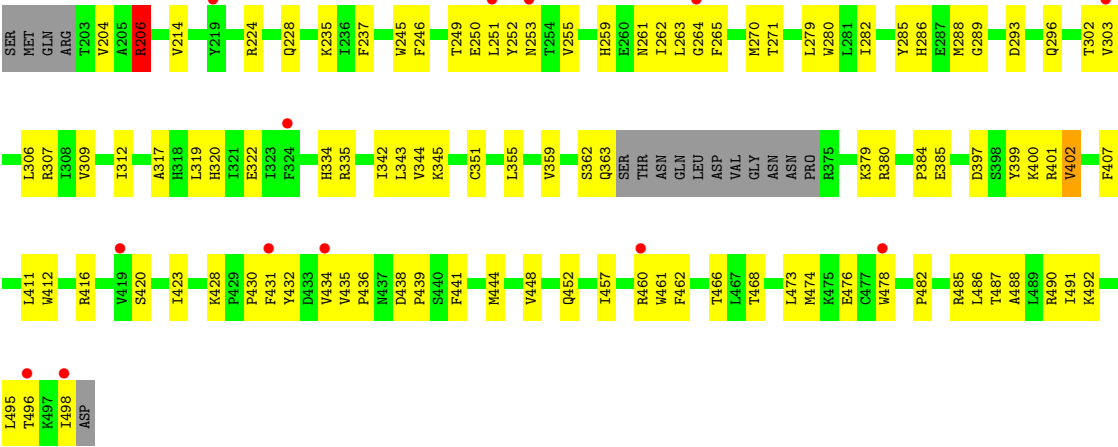 SER MET GLN ARG T203 V204 A205 R206 V214 Y219 R224 Q228 K235 I236 F237 W245 F246 T249 E250 L251 Y252 N253 T254 V255 H259 E260 N261 I262 L263 G264 F265 M270 T271 L279 W280 L281 I282 Y285 H286 E287 M288 G289 D293 Q296 T302 V303
L306 R307 I308 V309 I312 A317 H318 L319 H320 I321 E322 I323 F324 H334 R335 I342 L343 V344 K345 C351 L355 V359 S362 Q363 SER THR ASN GLN LEU ASP VAL GLY ASN ASN PRO R375 K379 R380 P384 E385 D397 S398 Y399 K400 R401 V402 F407
L411 W412 R416 V419 S420 I423 K428 P429 P430 F431 Y432 D433 V434 V435 P436 N437 D438 P439 S440 F441 M444 V448 Q452 I457 R460 W461 F462 T466 L467 T468 L473 M474 K475 E476 C477 W478 P482 R485 L486 T487 A488 L489 R490 I491 K492
L495 T496 K497 I498 ASP